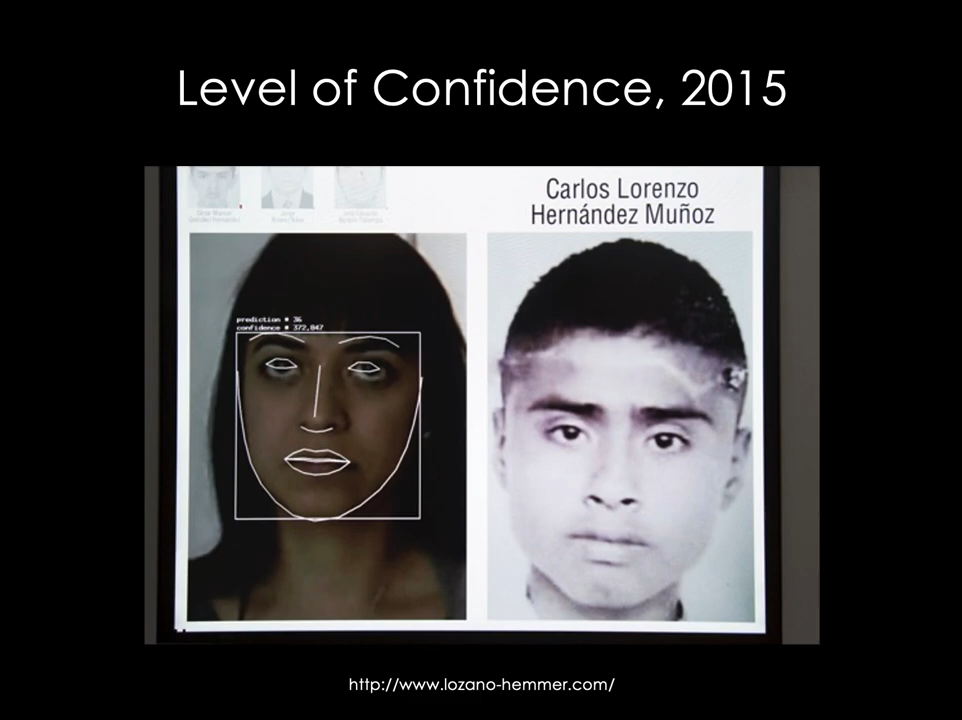 Level of Confidence, 2015
Carlos Lorenzo
Hernández Muñoz
prediction = 36
confidence = 372,847
http://www.lozano-hemmer.com/